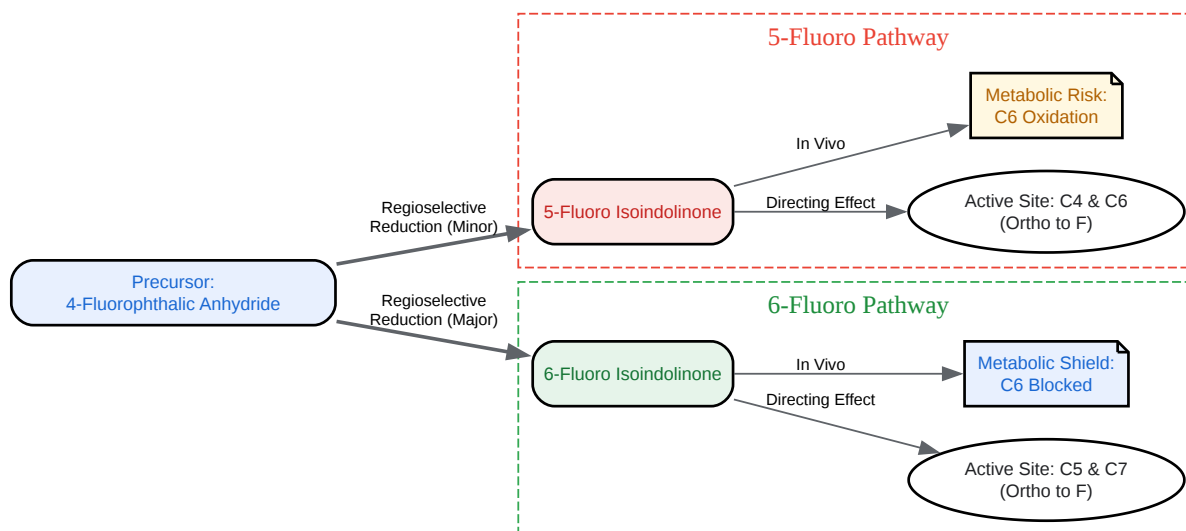 5-Fluoro Pathway
Metabolic Risk:
C6 Oxidation
In Vivo
Regioselective
Reduction (Minor)
5-Fluoro Isoindolinone
Directing Effect
Active Site: C4 & C6
(Ortho to F)
Precursor:
4-Fluorophthalic Anhydride
Regioselective
Reduction (Major)
6-Fluoro Pathway
6-Fluoro Isoindolinone
In Vivo
Metabolic Shield:
C6 Blocked
Directing Effect
Active Site: C5 & C7
(Ortho to F)